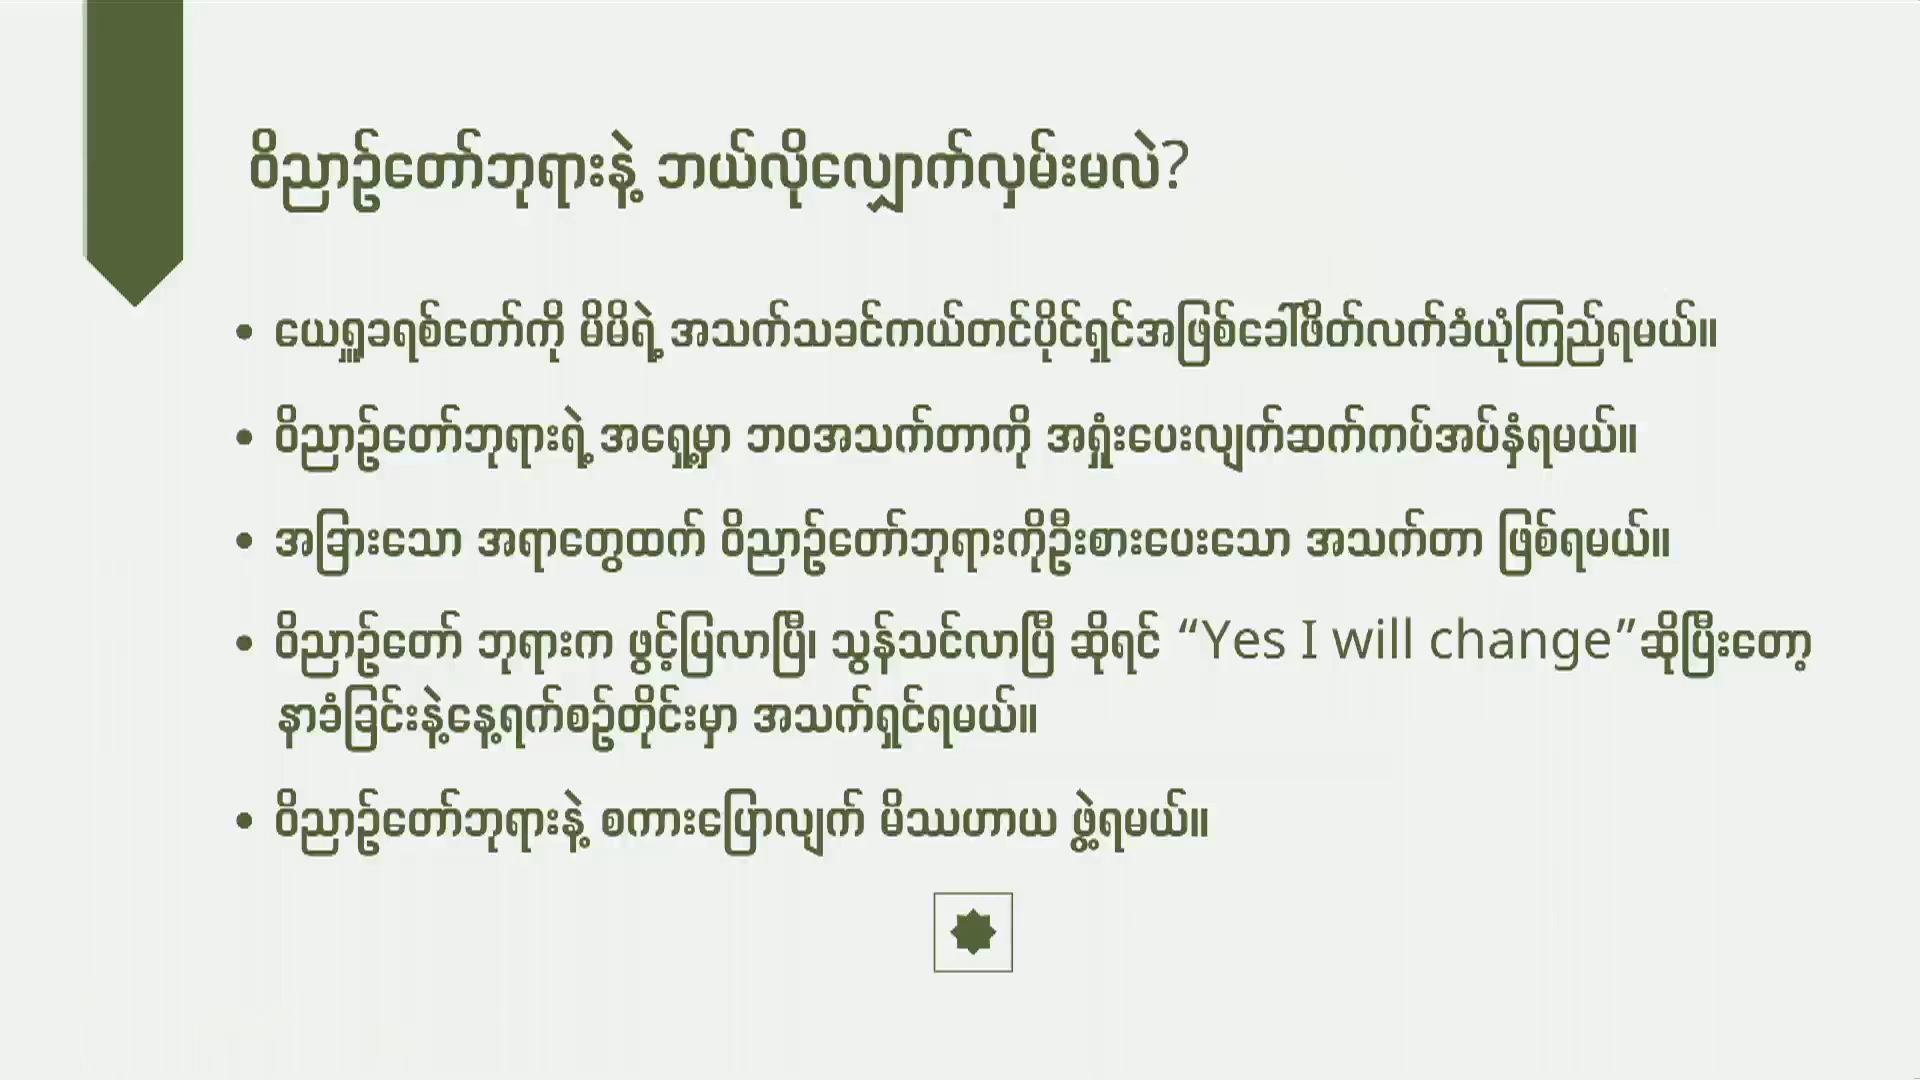 ဝိညာဥ်တော်ဘုရားနဲ့ ဘယ်လိုလျှောက်လှမ်းမလဲ?
• ယေရှူခရစ်တော်ကို မိမိရဲ့ အသက်သခင်ကယ်တင်ပိုင်ရှင်အဖြစ်ခေါ်ဖိတ်လက်ခံယုံကြည်ရမယ်။
• ဝိညာဥ်တော်ဘုရားရဲ့ အရှေ့မှာ ဘဝအသက်တာကို အရှုံးပေးလျက်ဆက်ကပ်အပ်နှံရမယ်။
• အခြားသော အရာတွေထက် ဝိညာဥ်တော်ဘုရားကိုဦးစားပေးသော အသက်တာ ဖြစ်ရမယ်။
• ဝိညာဥ်တော် ဘုရားက ဖွင့်ပြလာပြီ၊ သွန်သင်လာပြီ ဆိုရင် “Yes I will change”ဆိုပြီးတော့
နာခံခြင်းနဲ့နေ့ရက်စဥ်တိုင်းမှာ အသက်ရှင်ရမယ်။
• ဝိညာဥ်တော်ဘုရားနဲ့ စကားပြောလျက် မိဿဟာယ ဖွဲ့ရမယ်။